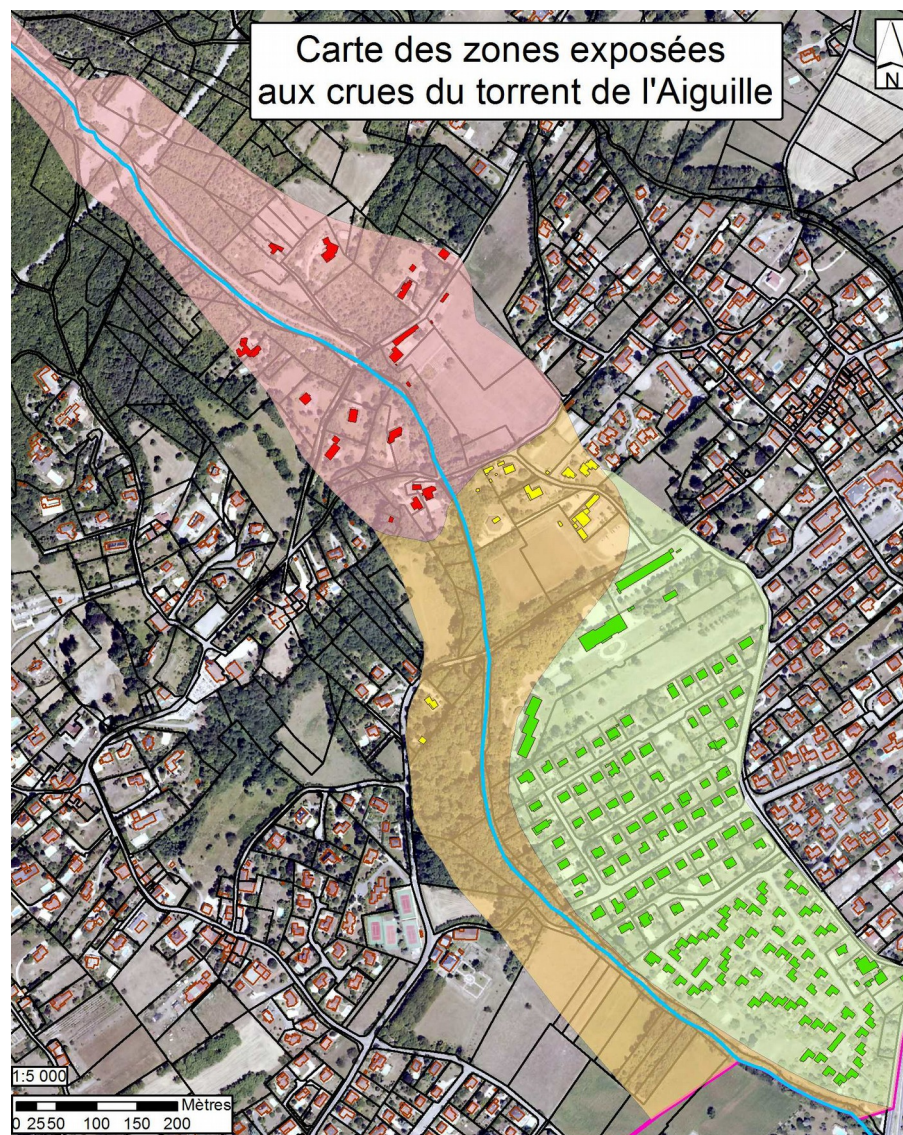 Carte des zones exposées
aux crues du torrent de l'Aiguille
N
1:5 000
Mètres
0 25 50 100 150 200